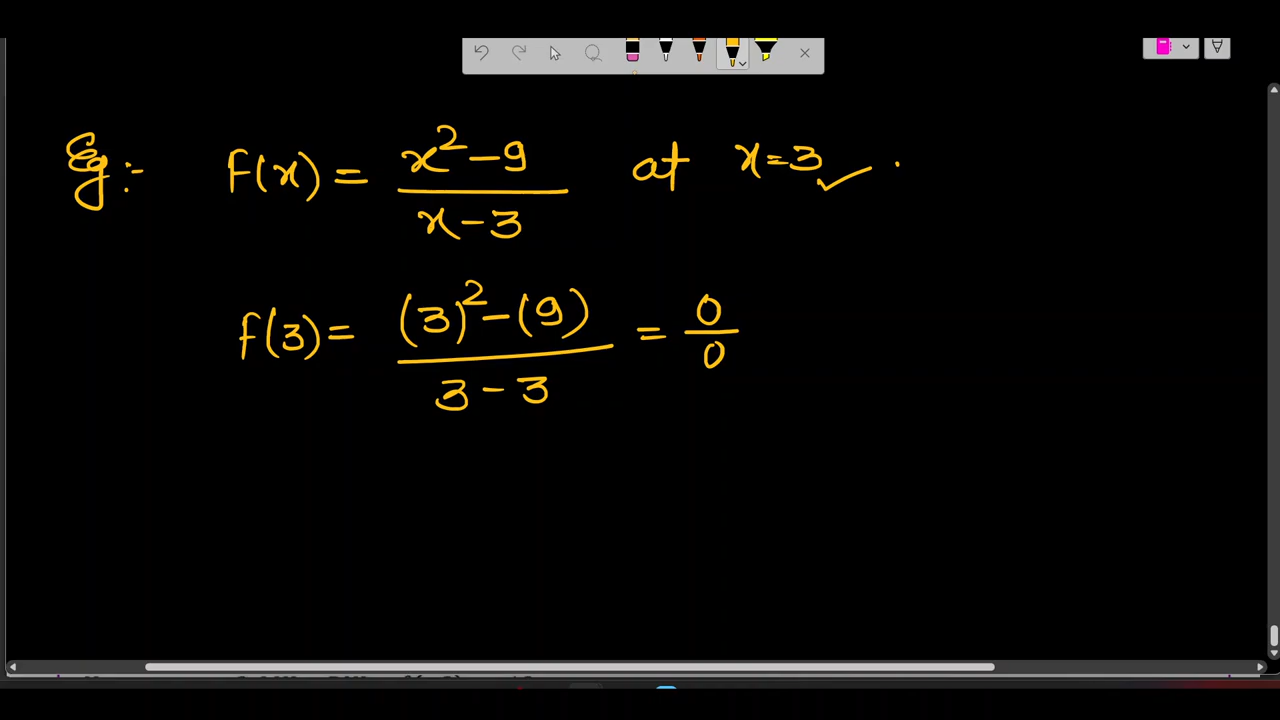 Eg:- f(x) = x² - 9 / x - 3 at x = 3 ✓
f(3) = (3)² - (9) / 3 - 3 = 0 / 0